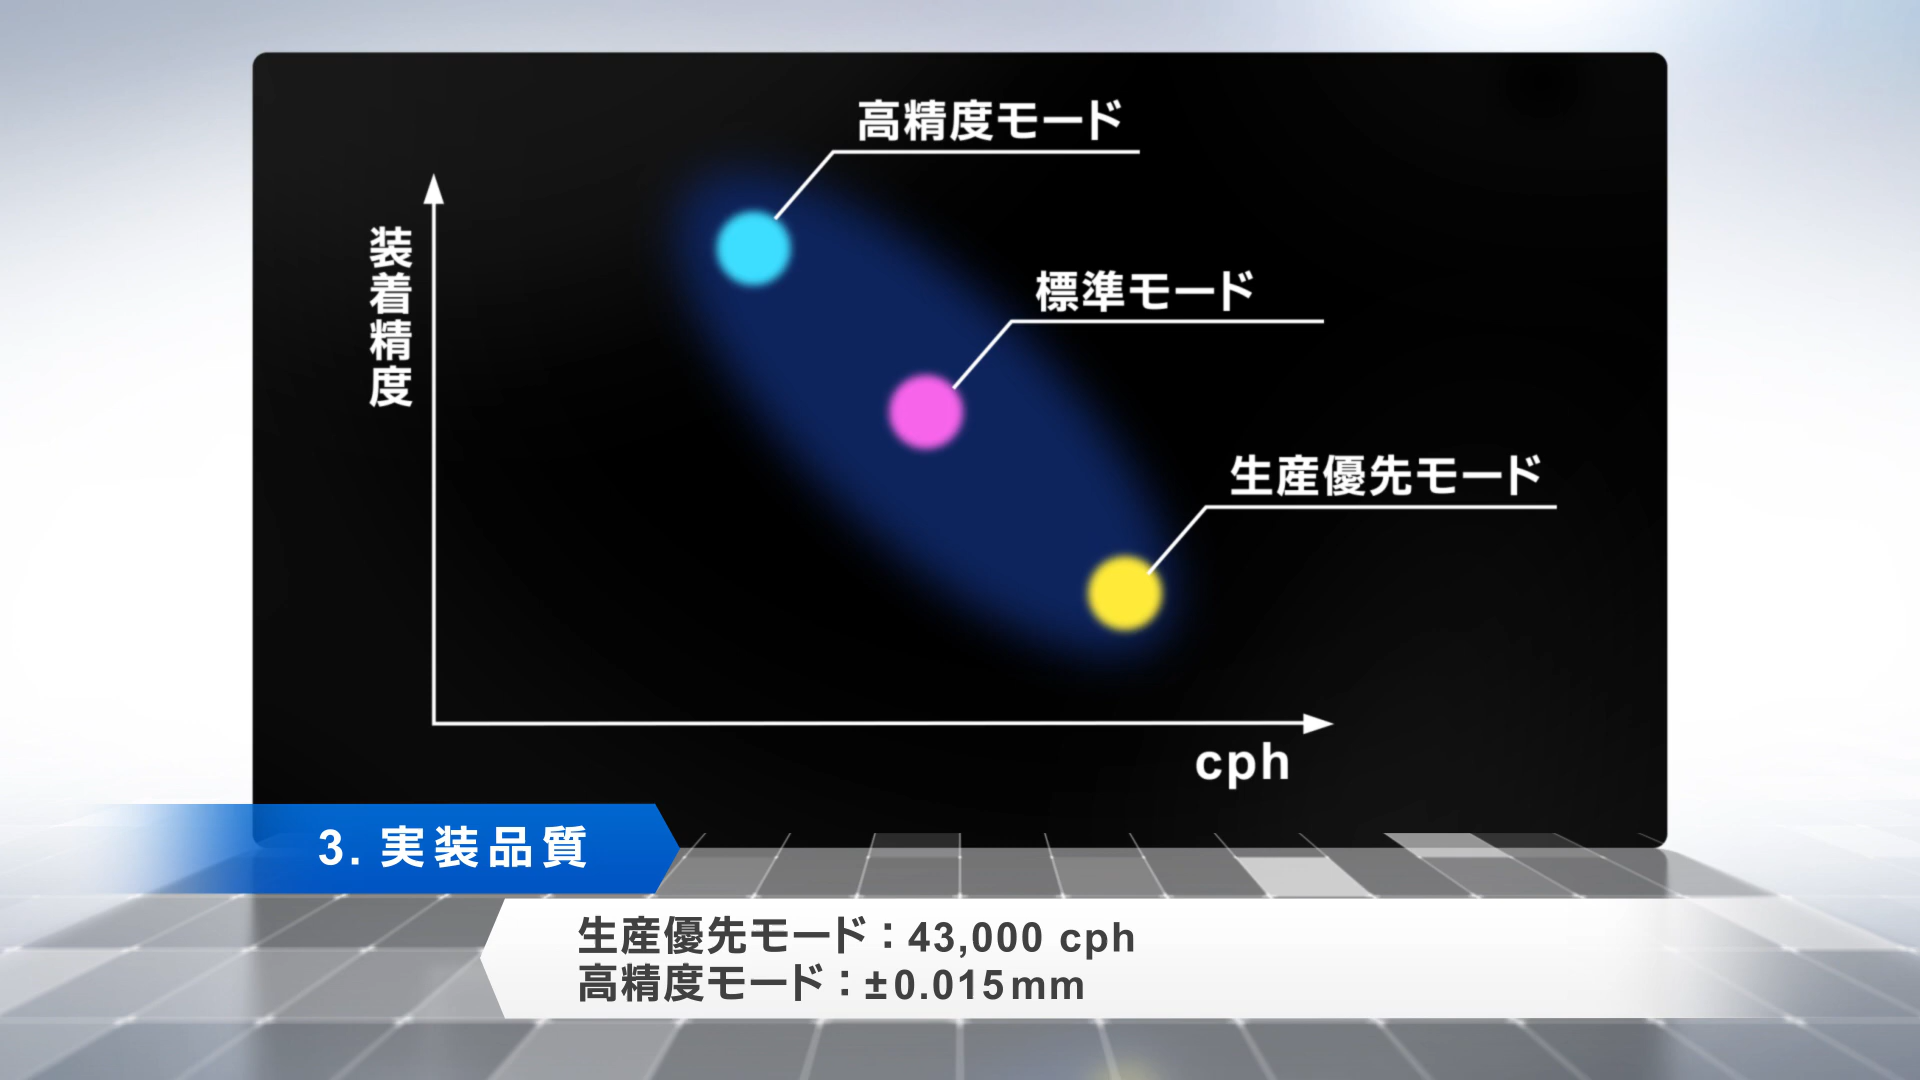 高精度モード
装着精度
標準モード
生産優先モード
cph
3. 実装品質
生産優先モード：43,000 cph
高精度モード：±0.015mm